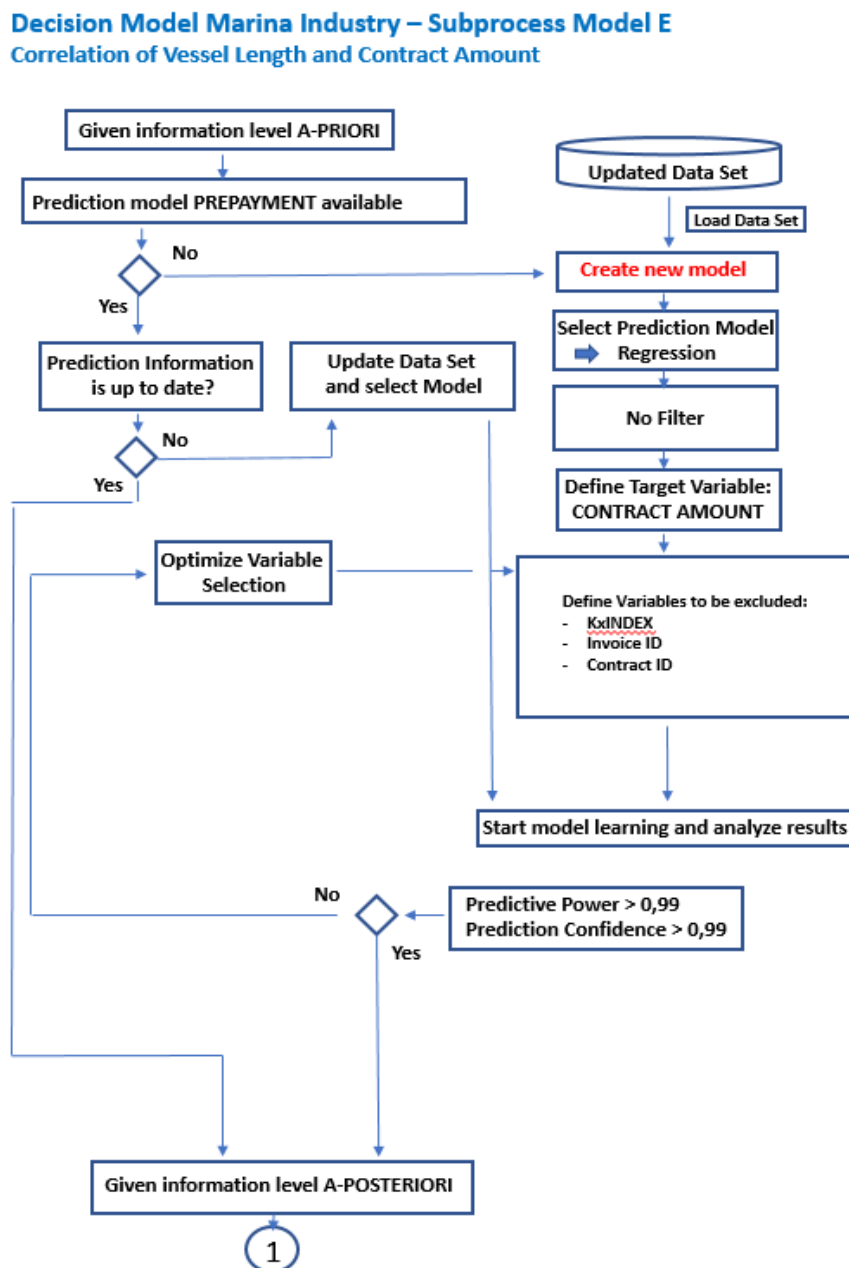 Decision Model Marina Industry – Subprocess Model E
Correlation of Vessel Length and Contract Amount
Given information level A-PRIORI
Updated Data Set
Prediction model PREPAYMENT available
Load Data Set
No
Create new model
Yes
Select Prediction Model
Regression
Prediction Information
is up to date?
Update Data Set
and select Model
No Filter
No
Yes
Define Target Variable:
CONTRACT AMOUNT
Optimize Variable
Selection
Define Variables to be excluded:
- KxINDEX
- Invoice ID
- Contract ID
Start model learning and analyze results
No
Predictive Power > 0,99
Prediction Confidence > 0,99
Yes
Given information level A-POSTERIORI
1